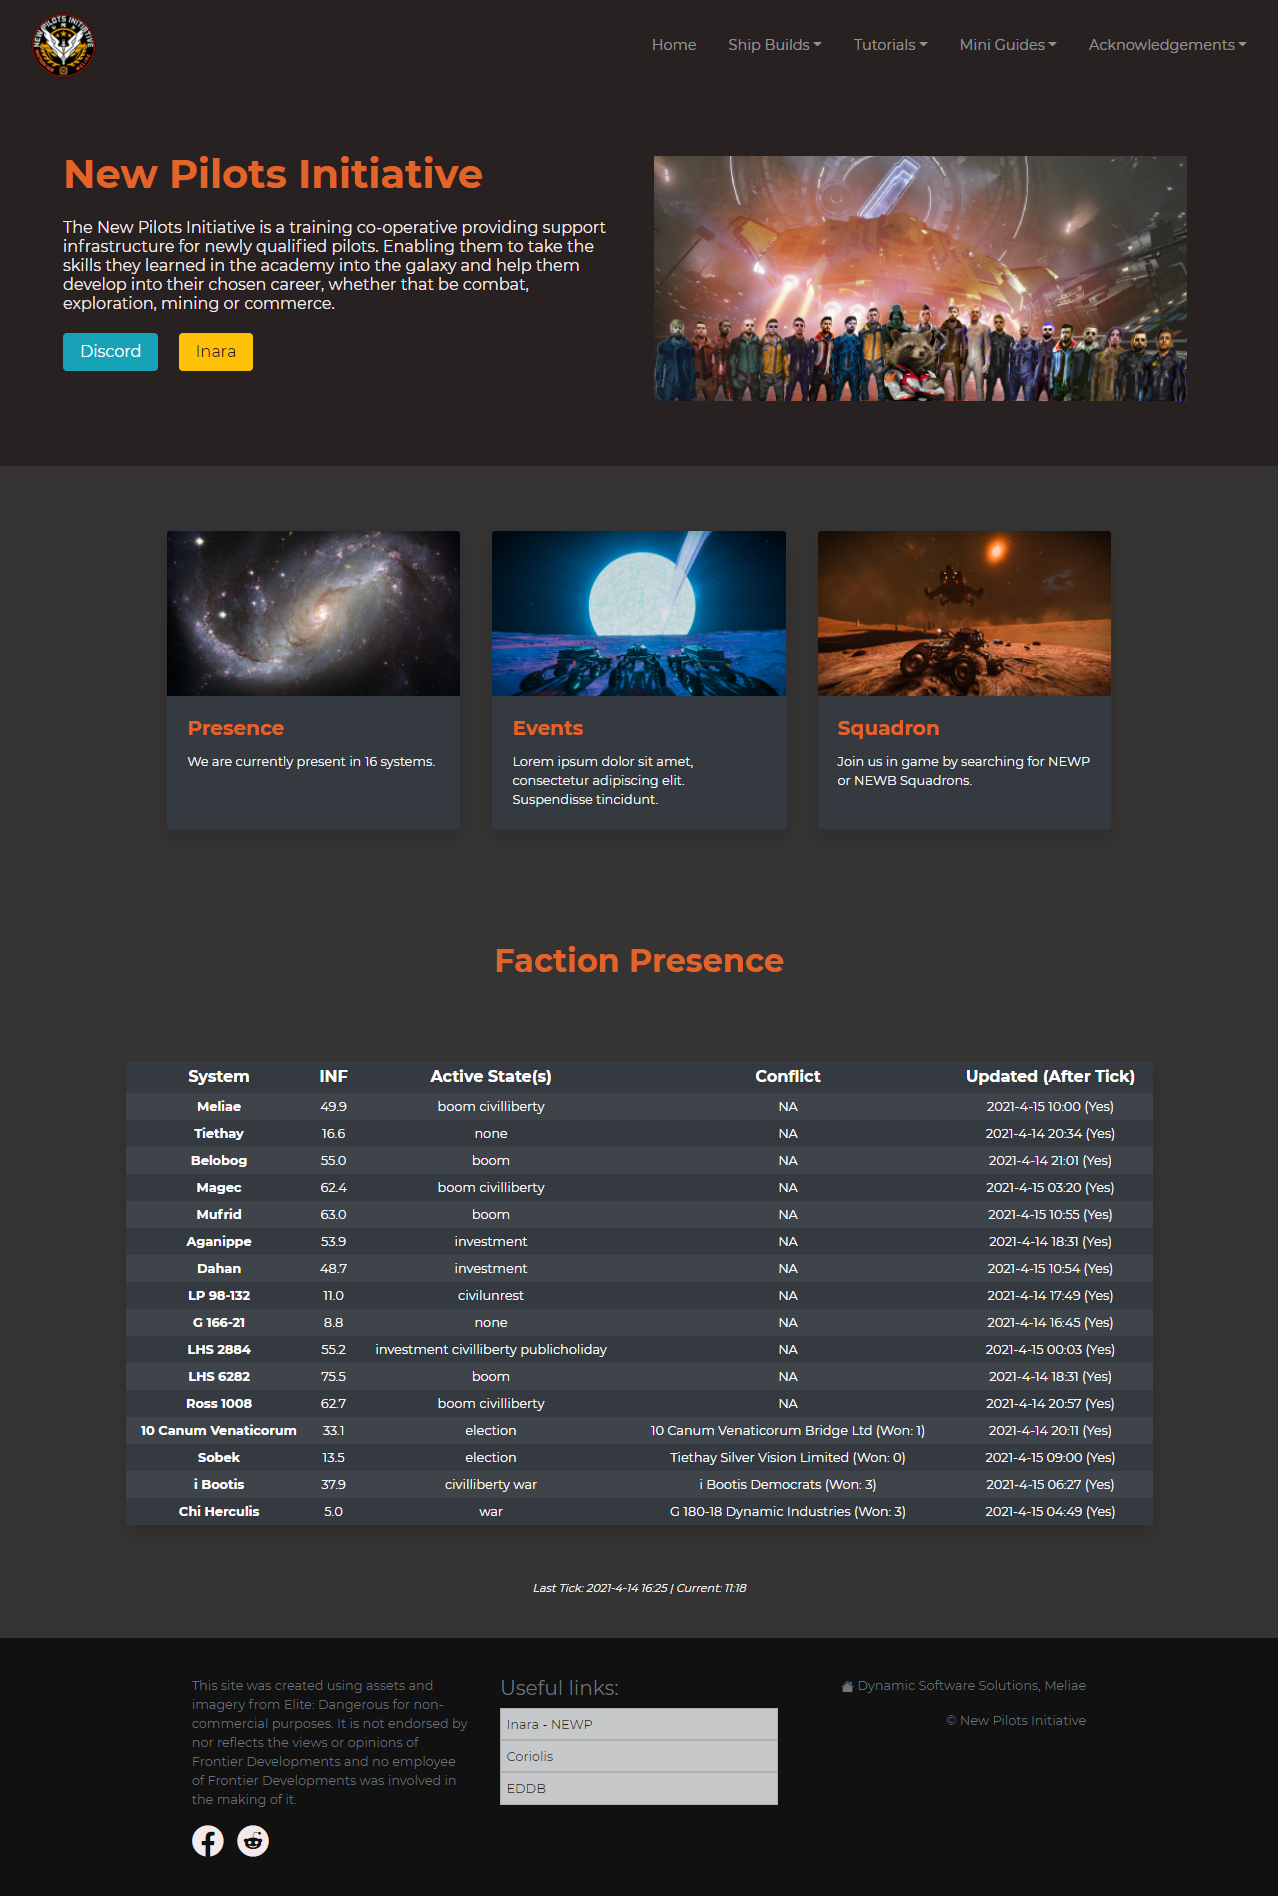 NEW PILOTS INITIATIVE
Home Ship Builds Tutorials Mini Guides Acknowledgements
New Pilots Initiative
The New Pilots Initiative is a training co-operative providing support
infrastructure for newly qualified pilots. Enabling them to take the
skills they learned in the academy into the galaxy and help them
develop into their chosen career, whether that be combat,
exploration, mining or commerce.
Discord Inara
Presence
We are currently present in 16 systems.
Events
Lorem ipsum dolor sit amet,
consectetur adipiscing elit.
Suspendisse tincidunt.
Squadron
Join us in game by searching for NEWP
or NEWB Squadrons.
Faction Presence
System INF Active State(s) Conflict Updated (After Tick)
Meliae 49.9 boom civilliberty NA 2021-4-15 10:00 (Yes)
Tiethay 16.6 none NA 2021-4-14 20:34 (Yes)
Belobog 55.0 boom NA 2021-4-14 21:01 (Yes)
Magec 62.4 boom civilliberty NA 2021-4-15 03:20 (Yes)
Mufrid 63.0 boom NA 2021-4-15 10:55 (Yes)
Aganippe 53.9 investment NA 2021-4-14 18:31 (Yes)
Dahan 48.7 investment NA 2021-4-15 10:54 (Yes)
LP 98-132 11.0 civilunrest NA 2021-4-14 17:49 (Yes)
G 166-21 8.8 none NA 2021-4-14 16:45 (Yes)
LHS 2884 55.2 investment civilliberty publicholiday NA 2021-4-15 00:03 (Yes)
LHS 6282 75.5 boom NA 2021-4-14 18:31 (Yes)
Ross 1008 62.7 boom civilliberty NA 2021-4-14 20:57 (Yes)
10 Canum Venaticorum 33.1 election 10 Canum Venaticorum Bridge Ltd (Won: 1) 2021-4-14 20:11 (Yes)
Sobek 13.5 election Tiethay Silver Vision Limited (Won: 0) 2021-4-15 09:00 (Yes)
i Bootis 37.9 civilliberty war i Bootis Democrats (Won: 3) 2021-4-15 06:27 (Yes)
Chi Herculis 5.0 war G 180-18 Dynamic Industries (Won: 3) 2021-4-15 04:49 (Yes)
Last Tick: 2021-4-14 16:25 | Current: 11:18
This site was created using assets and
imagery from Elite: Dangerous for non-
commercial purposes. It is not endorsed by
nor reflects the views or opinions of
Frontier Developments and no employee
of Frontier Developments was involved in
the making of it.
Useful links:
Inara - NEWP
Coriolis
EDDB
Dynamic Software Solutions, Meliae
© New Pilots Initiative